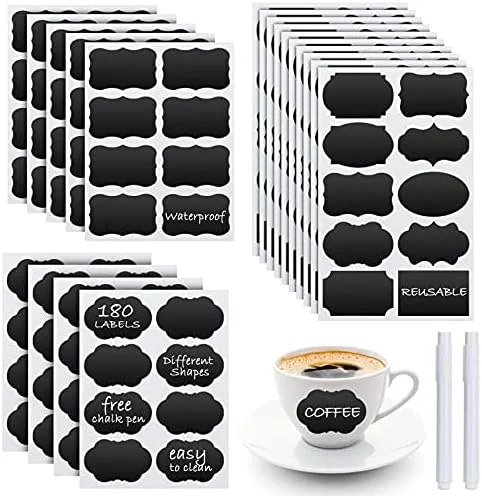 Waterproof
REUSABLE
180
LABELS
Different
Shapes
free
chalk pen
easy
to clean
COFFEE